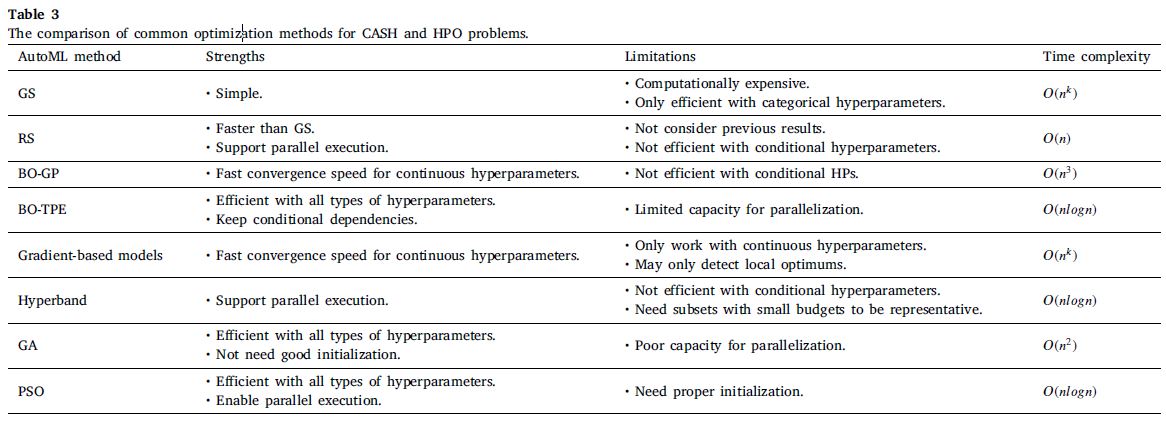 Table 3
The comparison of common optimization methods for CASH and HPO problems.
AutoML method Strengths Limitations Time complexity
GS • Simple. • Computationally expensive. O(n^k)
• Only efficient with categorical hyperparameters.
RS • Faster than GS. • Not consider previous results. O(n)
• Support parallel execution. • Not efficient with conditional hyperparameters.
BO-GP • Fast convergence speed for continuous hyperparameters. • Not efficient with conditional HPs. O(n^3)
BO-TPE • Efficient with all types of hyperparameters. • Limited capacity for parallelization. O(nlogn)
• Keep conditional dependencies.
Gradient-based models • Fast convergence speed for continuous hyperparameters. • Only work with continuous hyperparameters. O(n^k)
• May only detect local optimums.
Hyperband • Support parallel execution. • Not efficient with conditional hyperparameters. O(nlogn)
• Need subsets with small budgets to be representative.
GA • Efficient with all types of hyperparameters. • Poor capacity for parallelization. O(n^2)
• Not need good initialization.
PSO • Efficient with all types of hyperparameters. • Need proper initialization. O(nlogn)
• Enable parallel execution.